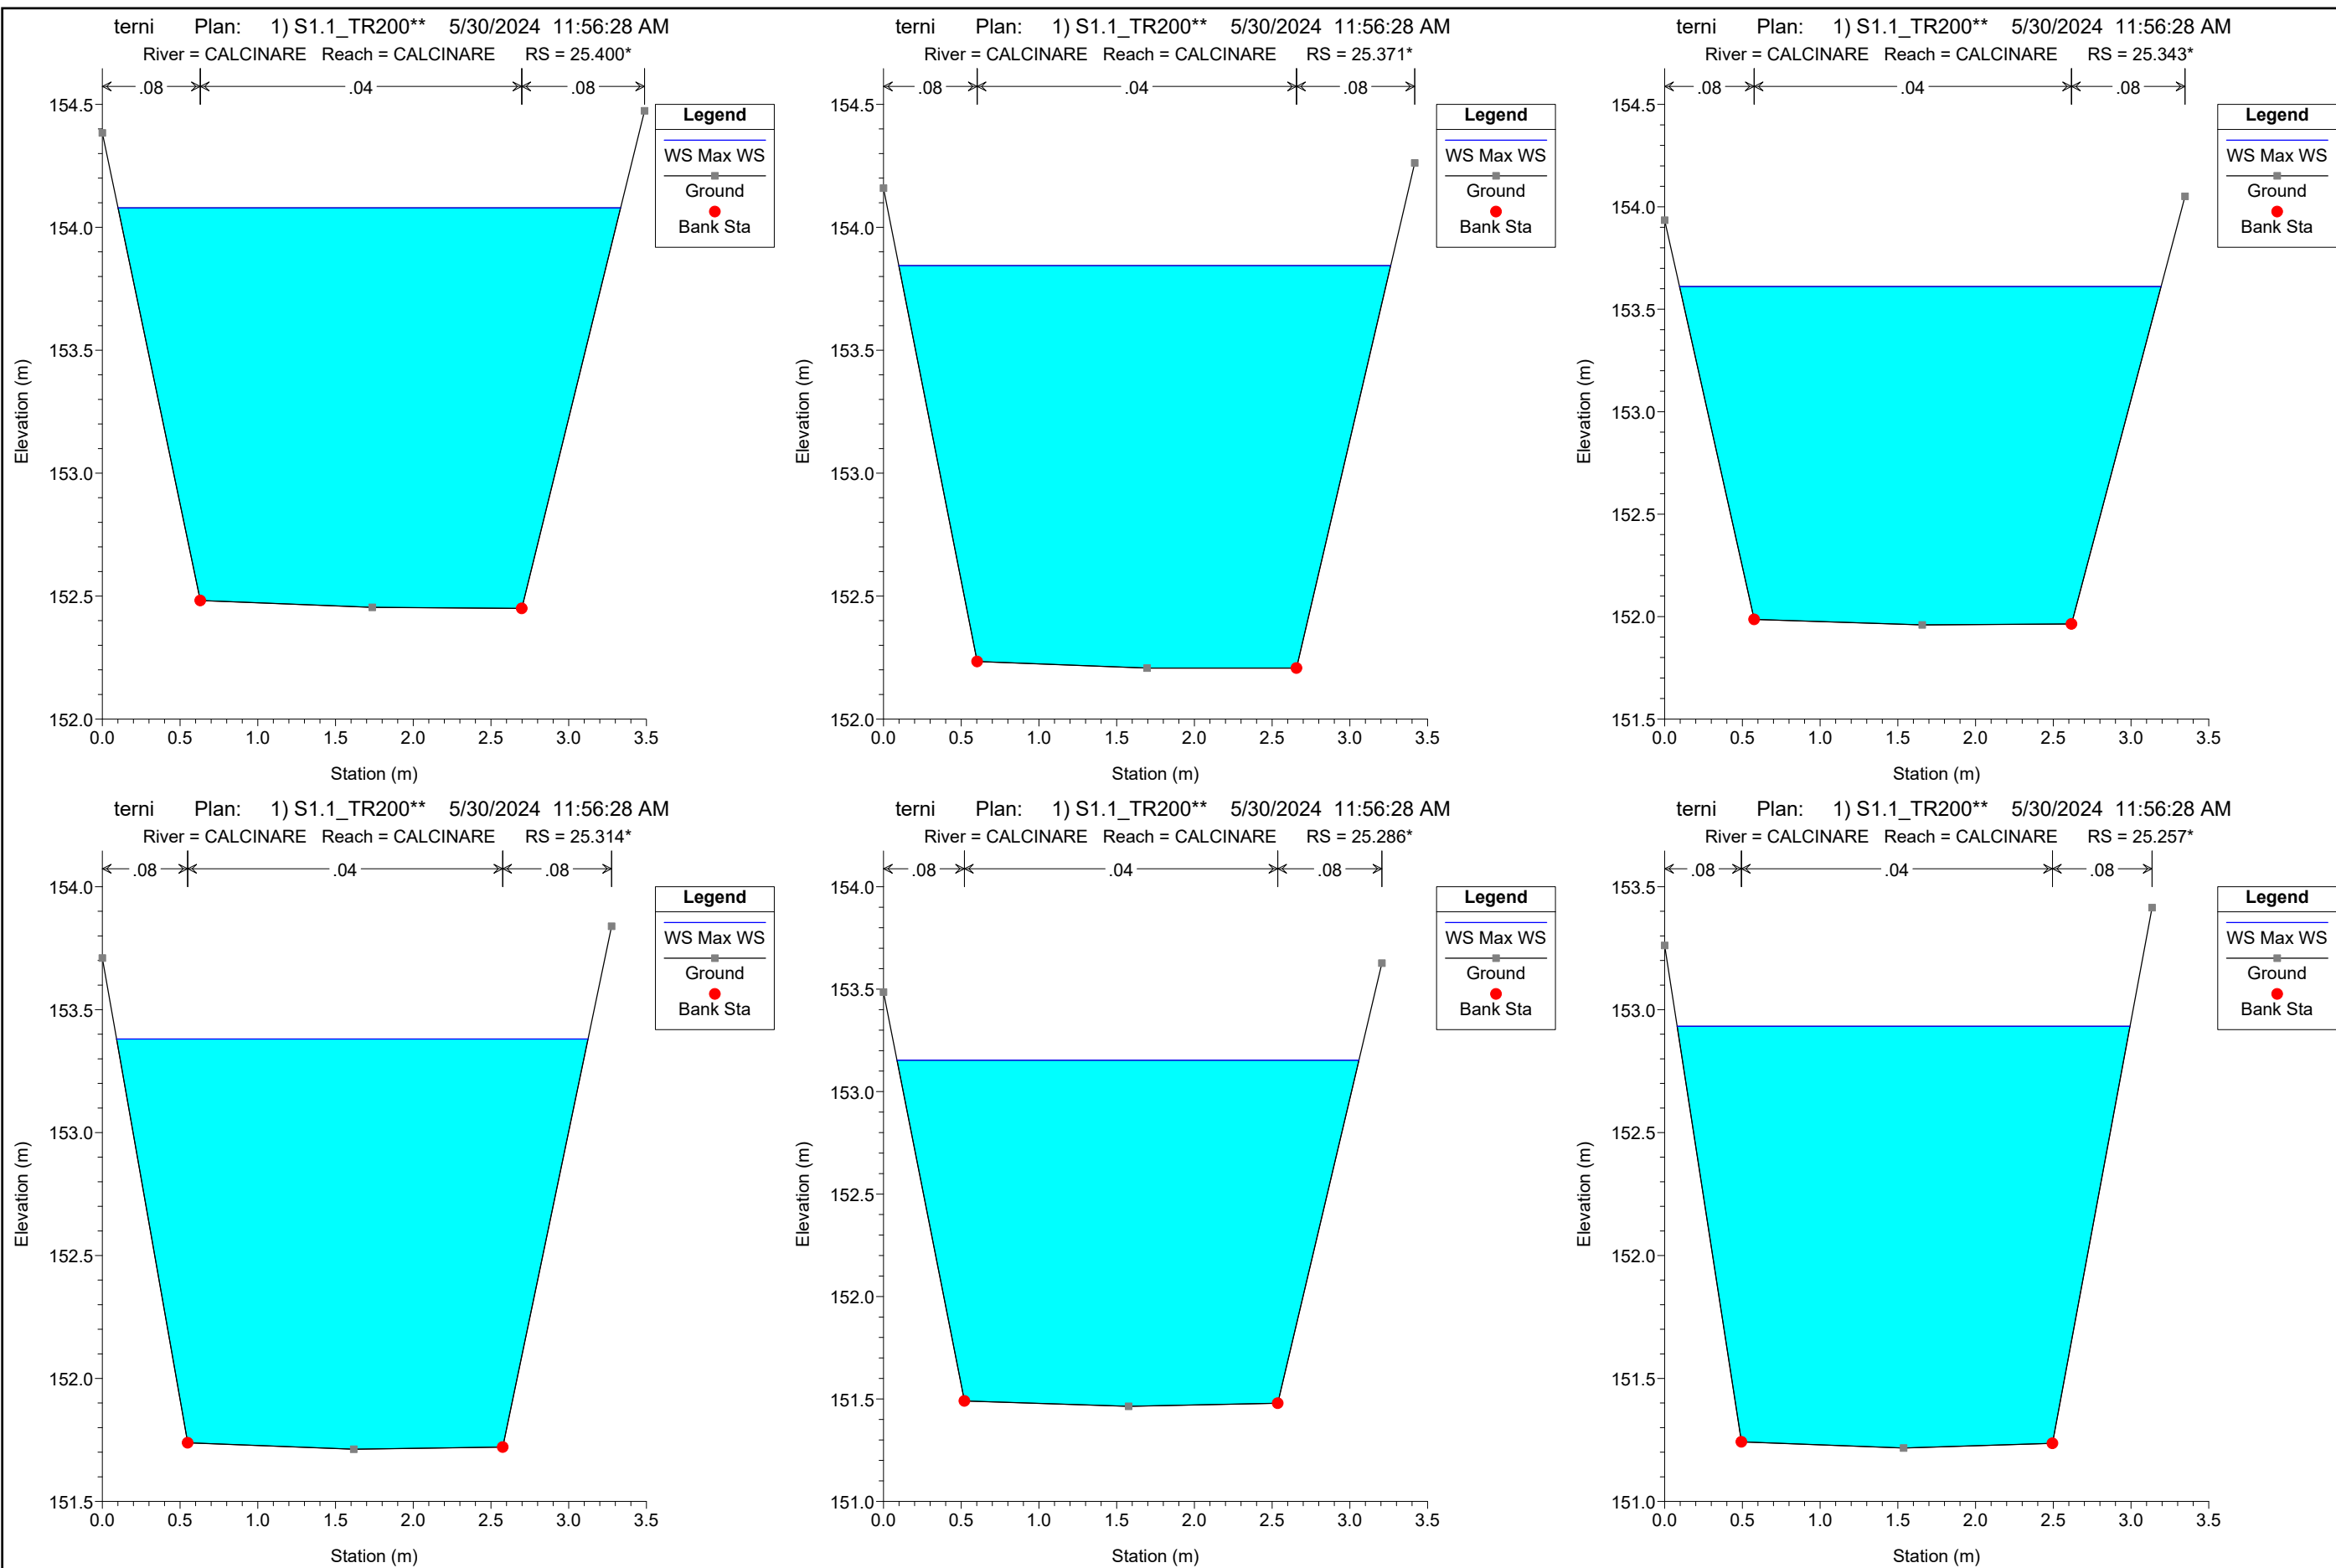 terni Plan: 1) S1.1_TR200** 5/30/2024 11:56:28 AM
River = CALCINARE Reach = CALCINARE RS = 25.400*
.08 .04 .08
154.5
154.0
153.5
153.0
152.5
152.0
0.0 0.5 1.0 1.5 2.0 2.5 3.0 3.5
Station (m)
Elevation (m)
Legend
WS Max WS
Ground
Bank Sta
terni Plan: 1) S1.1_TR200** 5/30/2024 11:56:28 AM
River = CALCINARE Reach = CALCINARE RS = 25.371*
.08 .04 .08
154.5
154.0
153.5
153.0
152.5
152.0
0.0 0.5 1.0 1.5 2.0 2.5 3.0 3.5
Station (m)
Elevation (m)
Legend
WS Max WS
Ground
Bank Sta
terni Plan: 1) S1.1_TR200** 5/30/2024 11:56:28 AM
River = CALCINARE Reach = CALCINARE RS = 25.343*
.08 .04 .08
154.5
154.0
153.5
153.0
152.5
152.0
151.5
0.0 0.5 1.0 1.5 2.0 2.5 3.0 3.5
Station (m)
Elevation (m)
Legend
WS Max WS
Ground
Bank Sta
terni Plan: 1) S1.1_TR200** 5/30/2024 11:56:28 AM
River = CALCINARE Reach = CALCINARE RS = 25.314*
.08 .04 .08
154.0
153.5
153.0
152.5
152.0
151.5
0.0 0.5 1.0 1.5 2.0 2.5 3.0 3.5
Station (m)
Elevation (m)
Legend
WS Max WS
Ground
Bank Sta
terni Plan: 1) S1.1_TR200** 5/30/2024 11:56:28 AM
River = CALCINARE Reach = CALCINARE RS = 25.286*
.08 .04 .08
154.0
153.5
153.0
152.5
152.0
151.5
151.0
0.0 0.5 1.0 1.5 2.0 2.5 3.0 3.5
Station (m)
Elevation (m)
Legend
WS Max WS
Ground
Bank Sta
terni Plan: 1) S1.1_TR200** 5/30/2024 11:56:28 AM
River = CALCINARE Reach = CALCINARE RS = 25.257*
.08 .04 .08
153.5
153.0
152.5
152.0
151.5
151.0
0.0 0.5 1.0 1.5 2.0 2.5 3.0 3.5
Station (m)
Elevation (m)
Legend
WS Max WS
Ground
Bank Sta